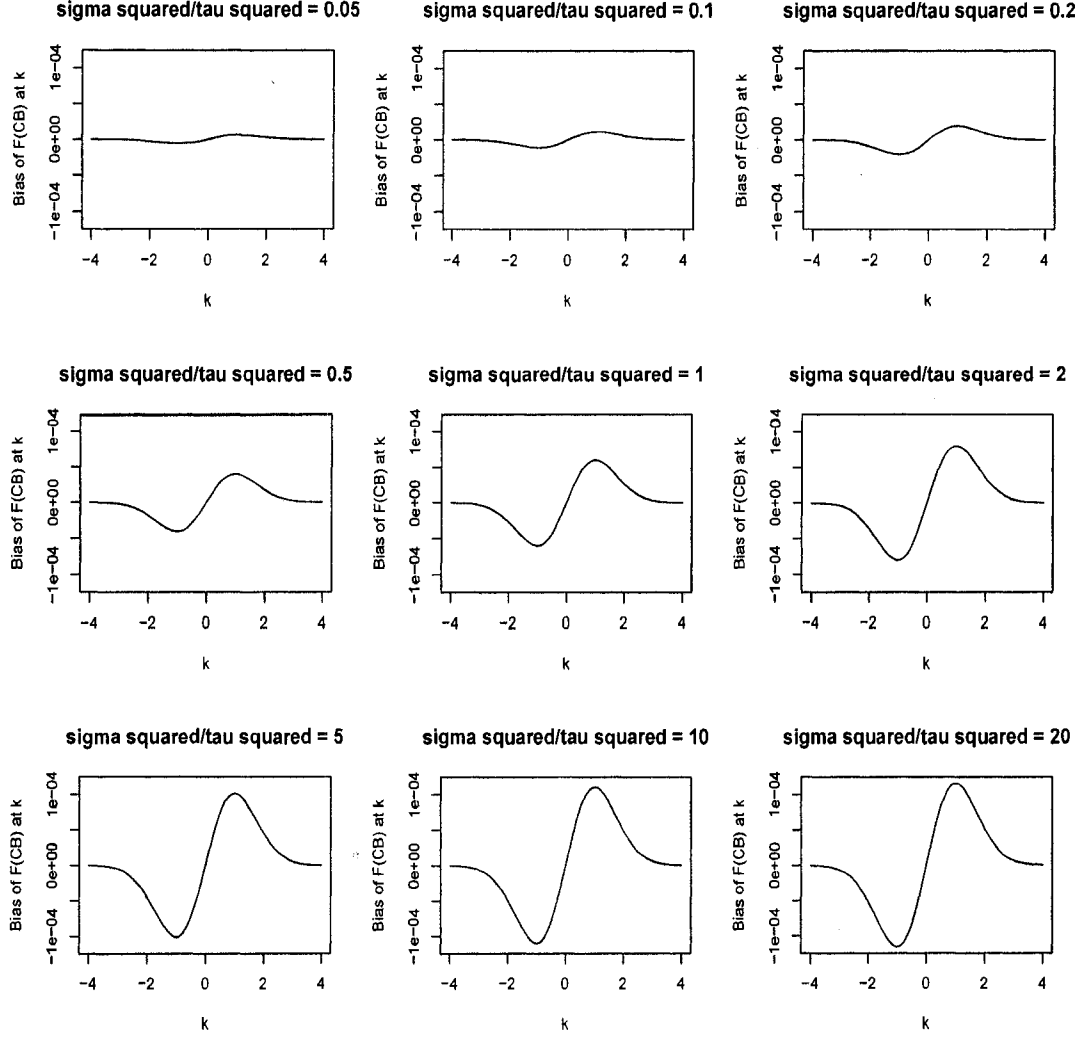 sigma squared/tau squared = 0.05
sigma squared/tau squared = 0.1
sigma squared/tau squared = 0.2
Bias of F(CB) at k
1e-04
0e+00
-1e-04
-4 -2 0 2 4
k
Bias of F(CB) at k
1e-04
0e+00
-1e-04
-4 -2 0 2 4
k
Bias of F(CB) at k
1e-04
0e+00
-1e-04
-4 -2 0 2 4
k
sigma squared/tau squared = 0.5
sigma squared/tau squared = 1
sigma squared/tau squared = 2
Bias of F(CB) at k
1e-04
0e+00
-1e-04
-4 -2 0 2 4
k
Bias of F(CB) at k
1e-04
0e+00
-1e-04
-4 -2 0 2 4
k
Bias of F(CB) at k
1e-04
0e+00
-1e-04
-4 -2 0 2 4
k
sigma squared/tau squared = 5
sigma squared/tau squared = 10
sigma squared/tau squared = 20
Bias of F(CB) at k
1e-04
0e+00
-1e-04
-4 -2 0 2 4
k
Bias of F(CB) at k
1e-04
0e+00
-1e-04
-4 -2 0 2 4
k
Bias of F(CB) at k
1e-04
0e+00
-1e-04
-4 -2 0 2 4
k